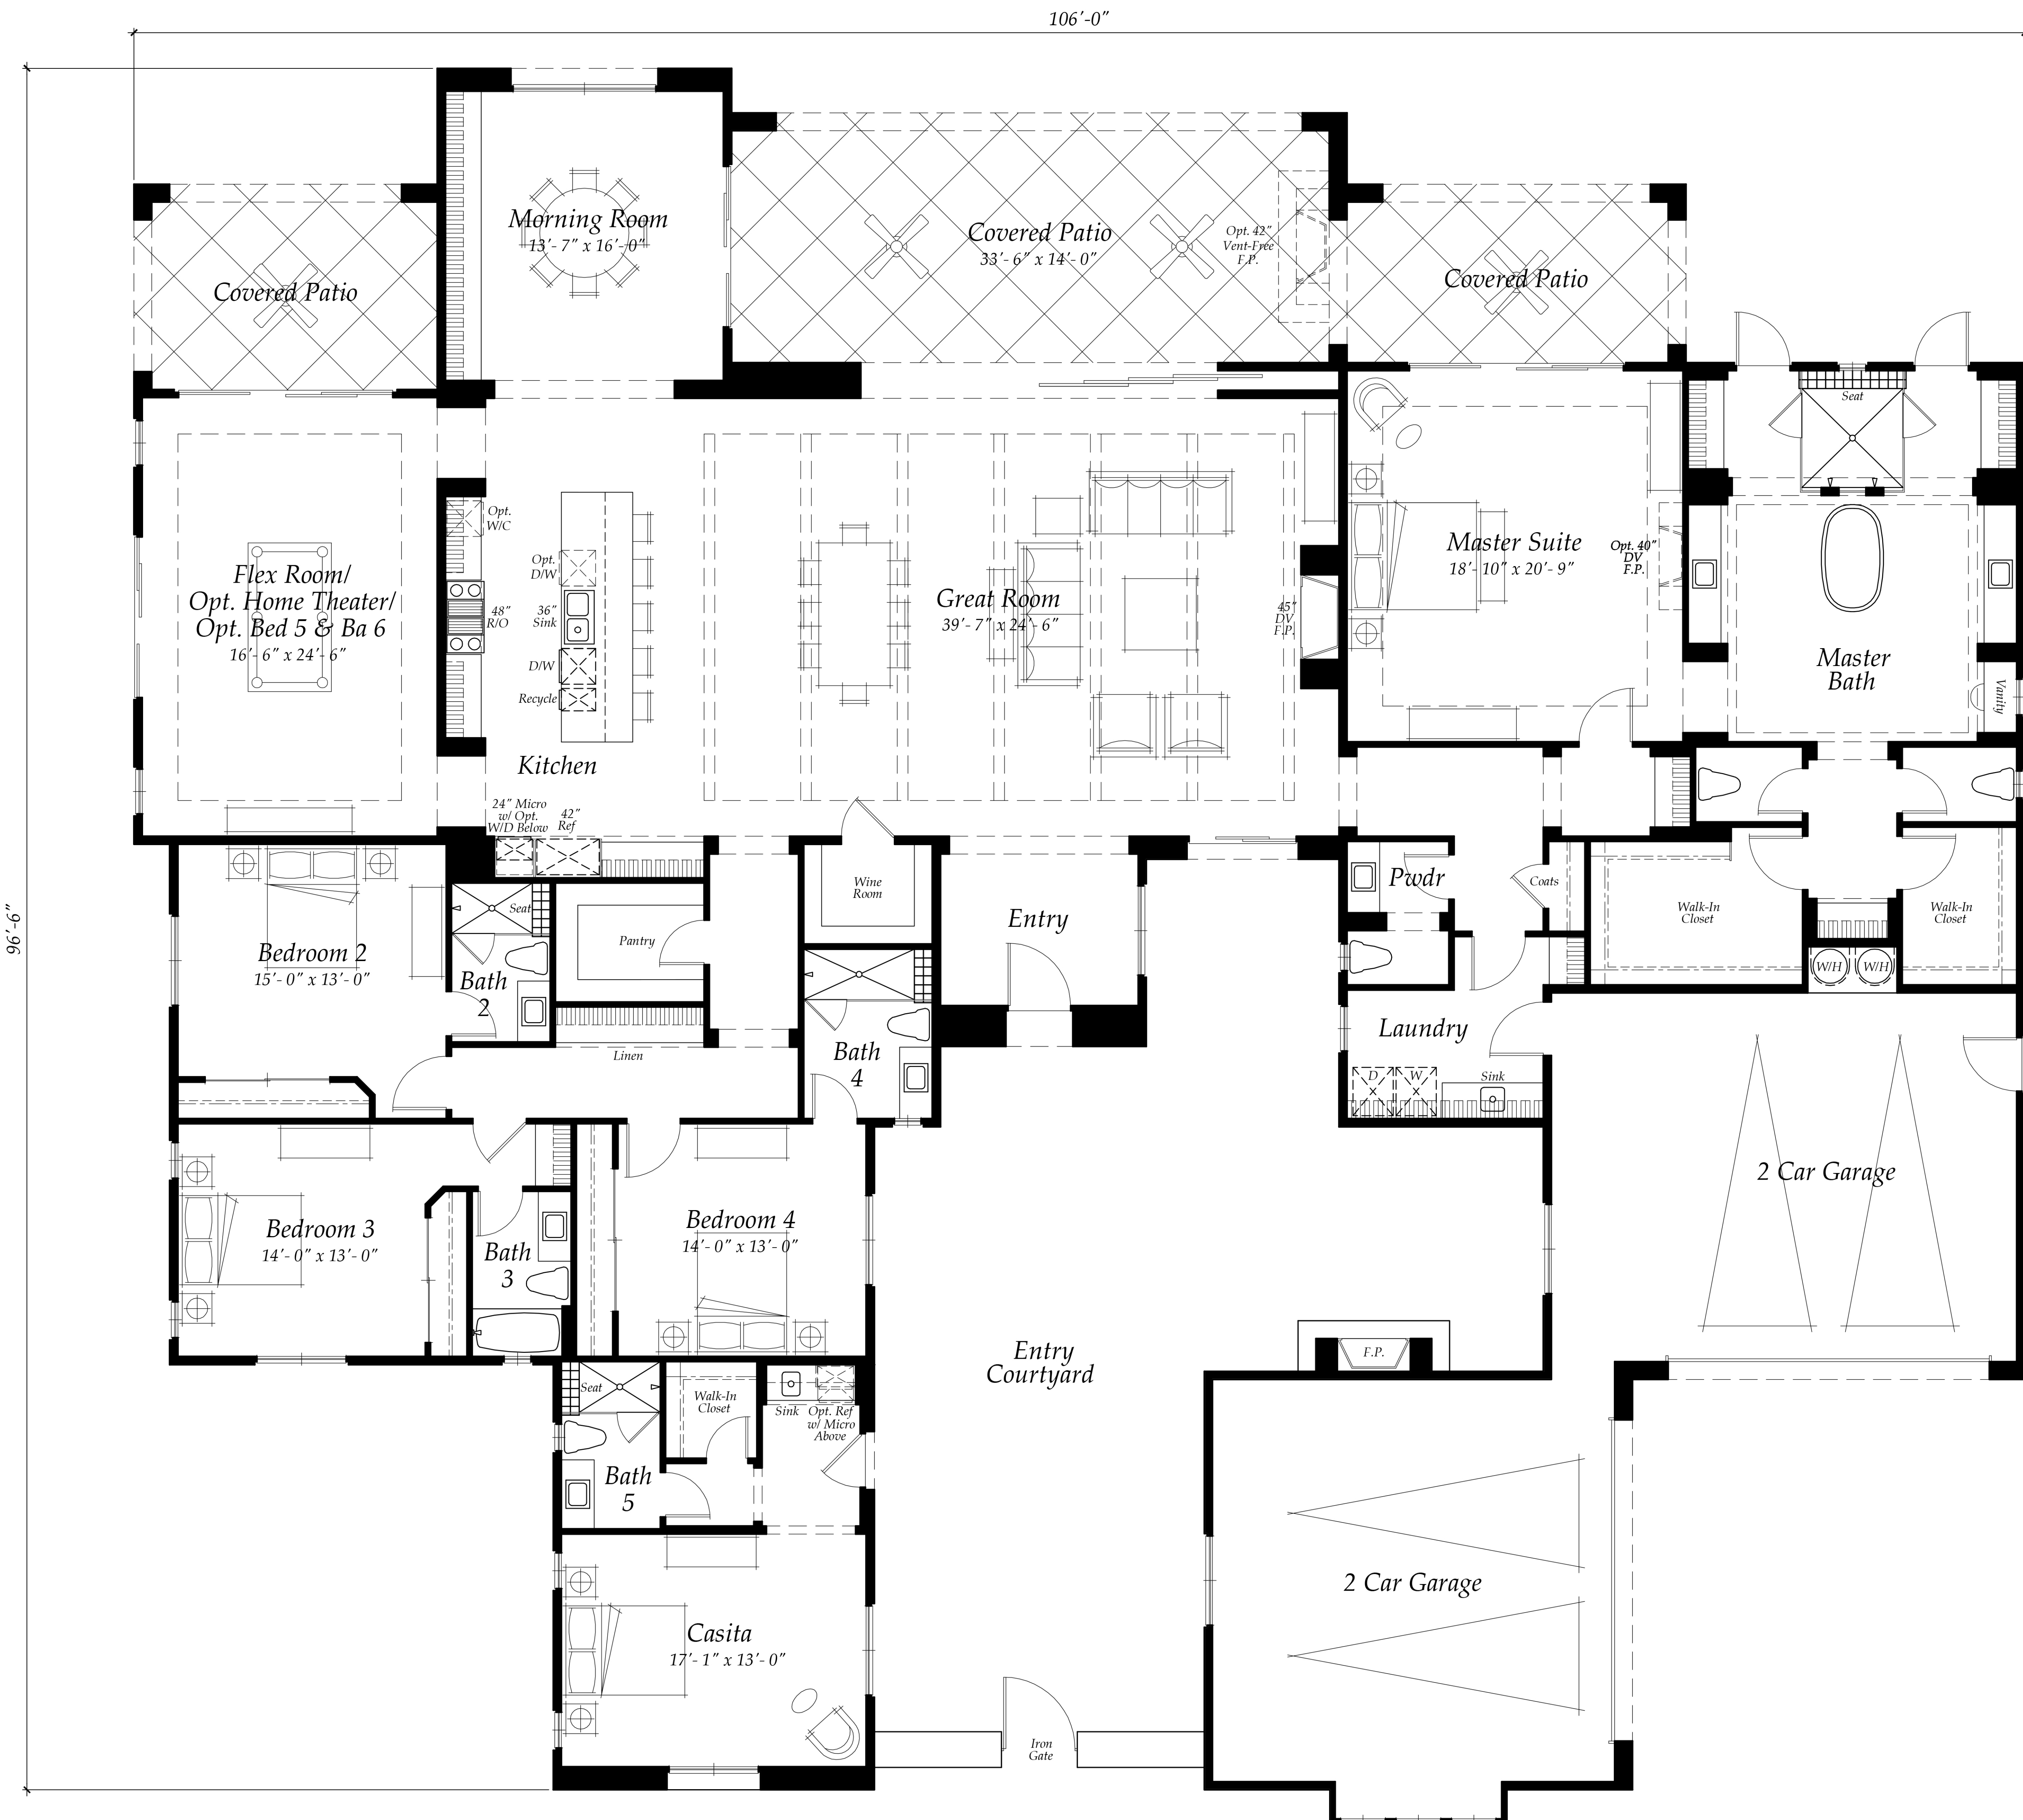 106'-0"
96'-6"
Morning Room
13'- 7" x 16'- 0"
Covered Patio
33'- 6" x 14'- 0"
Opt. 42"
Vent-Free
F.P.
Covered Patio
Covered Patio
Seat
Opt.
W/C
Opt.
D/W
48"
R/O
36"
Sink
D/W
Recycle
Flex Room/
Opt. Home Theater/
Opt. Bed 5 & Ba 6
16'- 6" x 24'- 6"
Great Room
39'- 7" x 24'- 6"
45"
DV
F.P.
Master Suite
18'- 10" x 20'- 9"
Opt. 40"
DV
F.P.
Master
Bath
Vanity
Kitchen
24" Micro
w/ Opt.
W/D Below
42"
Ref
Wine
Room
Pwdr
Coats
Walk-In
Closet
Walk-In
Closet
Seat
Pantry
Entry
Bedroom 2
15'- 0" x 13'- 0"
Bath
2
W/H
W/H
Linen
Bath
4
Laundry
D
W
Sink
2 Car Garage
Bedroom 3
14'- 0" x 13'- 0"
Bath
3
Bedroom 4
14'- 0" x 13'- 0"
Entry
Courtyard
F.P.
Seat
Walk-In
Closet
Sink
Opt. Ref
w/ Micro
Above
Bath
5
2 Car Garage
Casita
17'- 1" x 13'- 0"
Iron
Gate